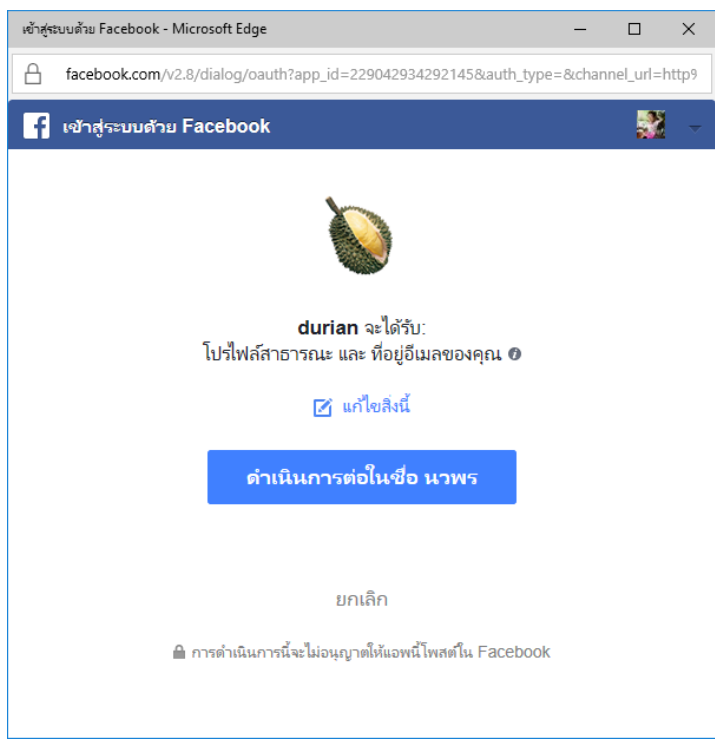 เข้าสู่ระบบด้วย Facebook - Microsoft Edge
facebook.com/v2.8/dialog/oauth?app_id=229042934292145&auth_type=&channel_url=http%
เข้าสู่ระบบด้วย Facebook
durian จะได้รับ:
โปรไฟล์สาธารณะ และ ที่อยู่อีเมลของคุณ
แก้ไขสิ่งนี้
ดำเนินการต่อในชื่อ นวพร
ยกเลิก
การดำเนินการนี้จะไม่อนุญาตให้แอพนี้โพสต์ใน Facebook